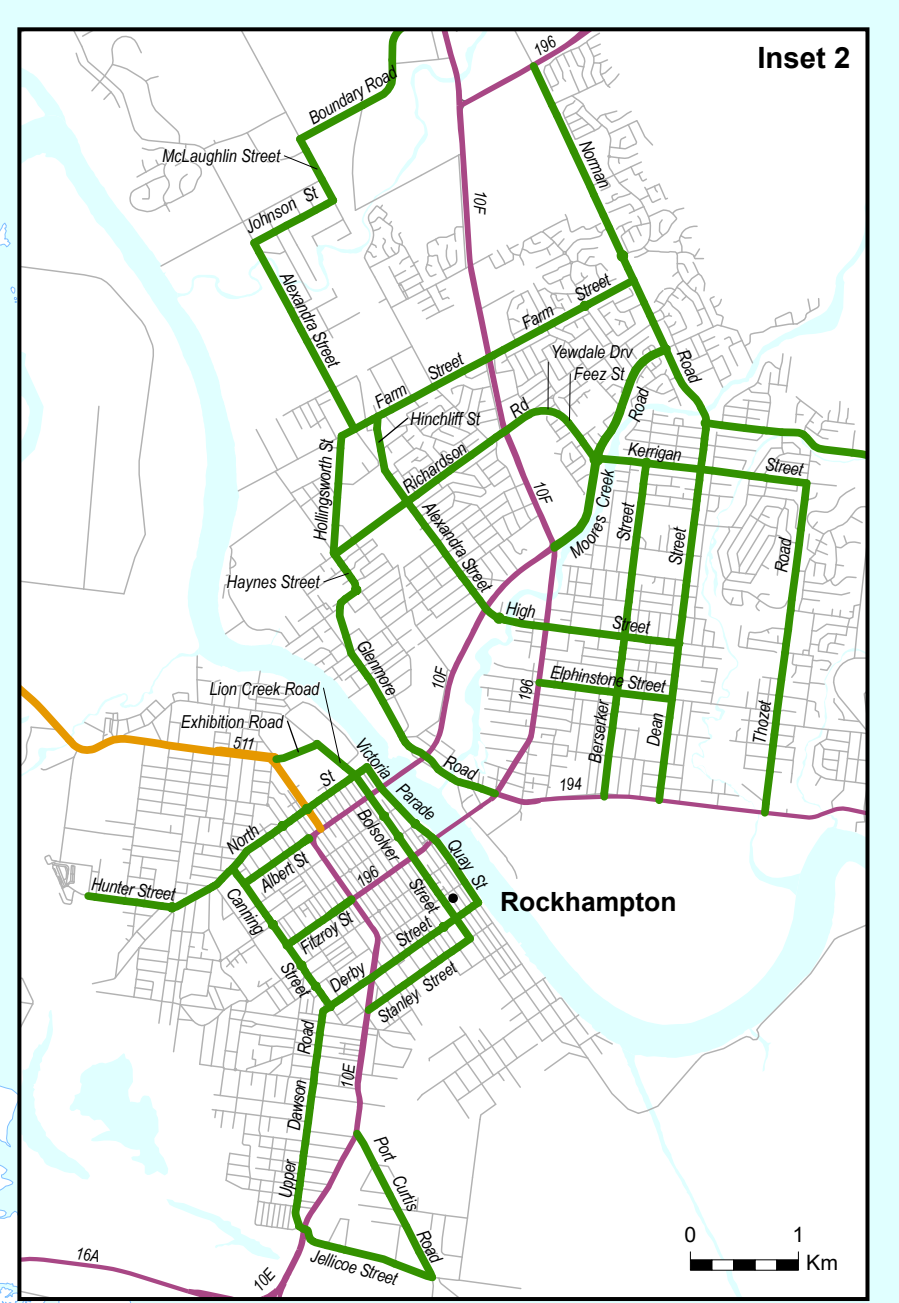 Inset 2
196
Boundary Road
McLaughlin Street
Norman
10F
Johnson St
Alexandra Street
Farm Street
Yewdale Drv
Feez St
Road
Road
Farm Street
Rd
Hinchliff St
Richardson
Kerrigan
Street
Hollingsworth St
10F
Moores Creek
Street
Street
Road
Alexandra Street
Haynes Street
High
Street
Glenmore
10F
196
Elphinstone Street
Lion Creek Road
Exhibition Road
511
Berserker
Dean
Thozet
Victoria
Parade
Road
194
St
North
Bolsolver
Albert St
196
Quay St
Hunter Street
Canning
Street
Rockhampton
Fitzroy St
Street
Derby
Street
Stanley Street
Road
10E
Dawson
Port
Curtis
Upper
Road
0
1
Km
16A
Jellicoe Street
10E